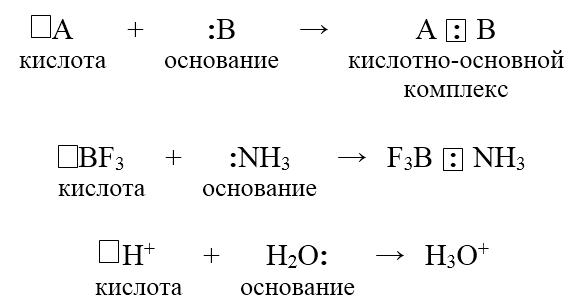 □A + :B → A : B
кислота основание кислотно-основной
комплекс
□BF₃ + :NH₃ → F₃B : NH₃
кислота основание
□H⁺ + H₂O: → H₃O⁺
кислота основание